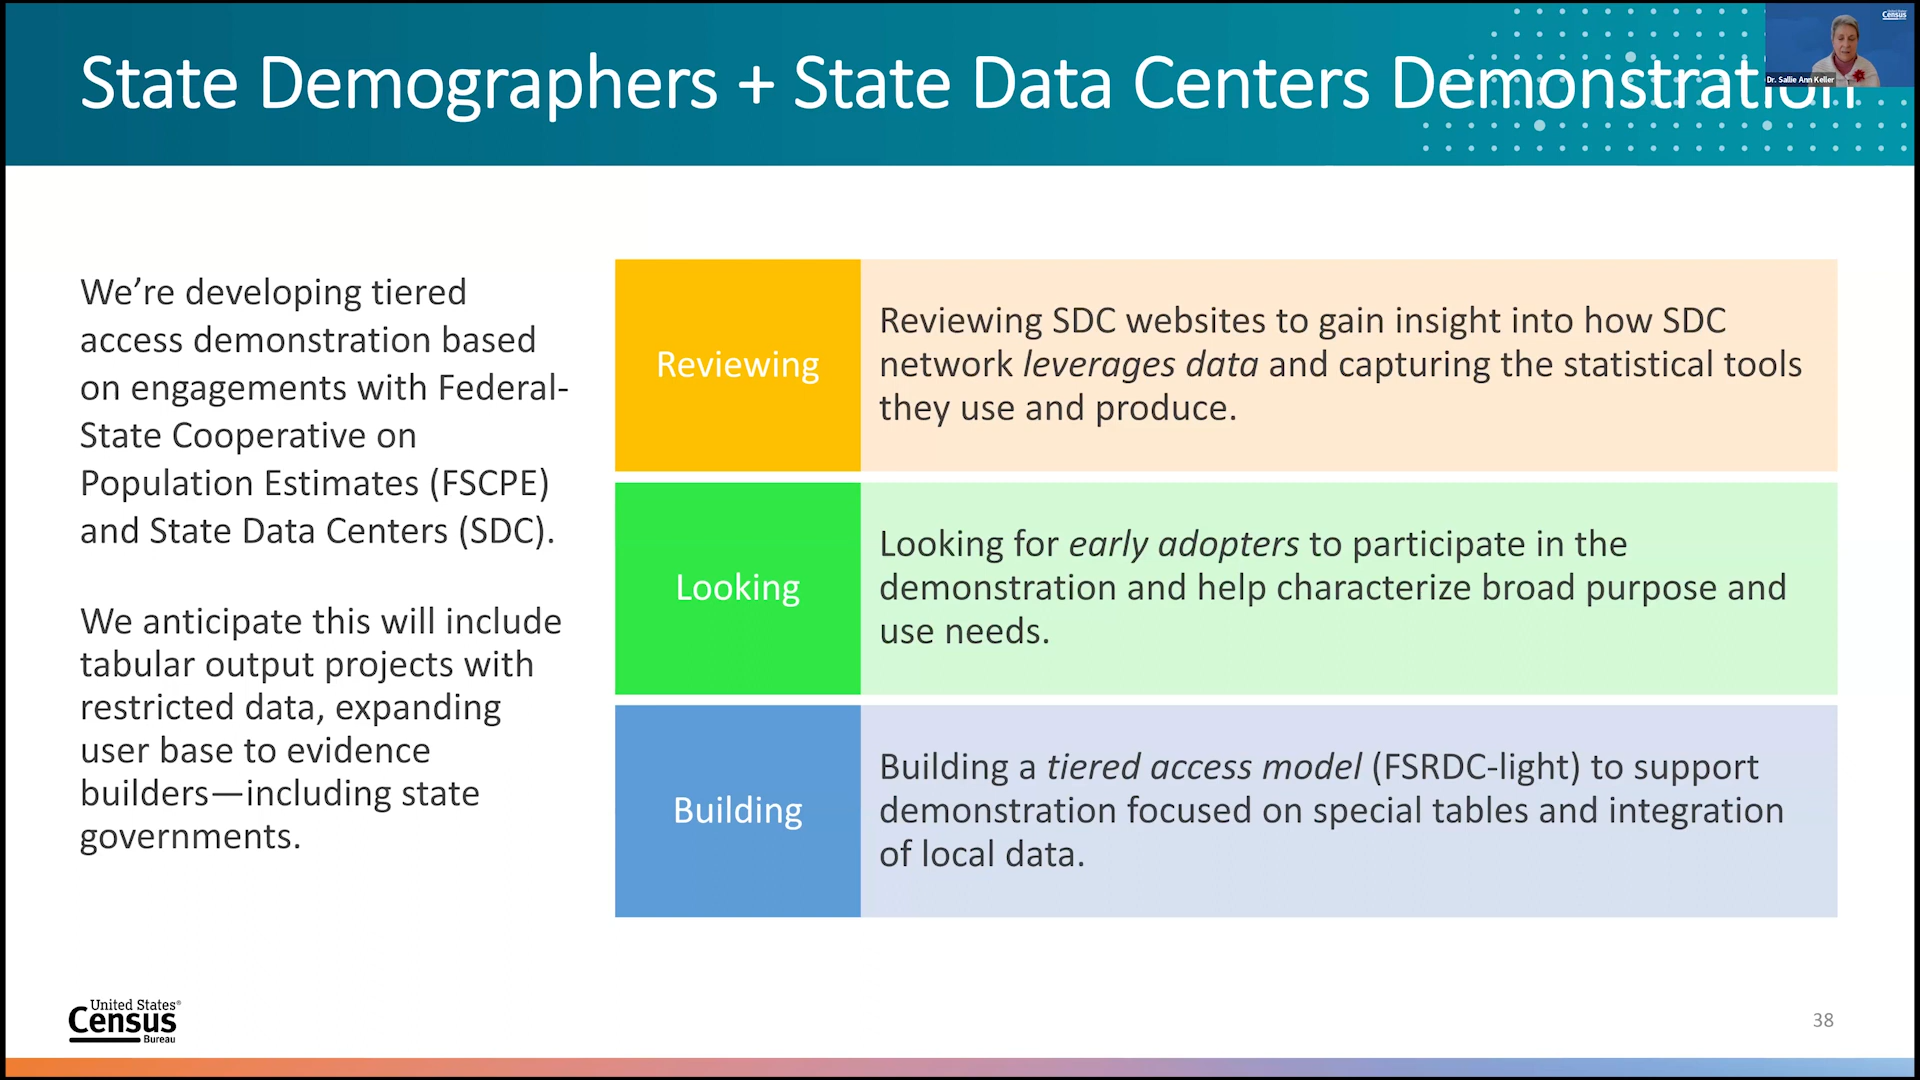 State Demographers + State Data Centers Demonstration
Census
Dr. Sallie Ann Keller
We’re developing tiered
access demonstration based
on engagements with Federal-
State Cooperative on
Population Estimates (FSCPE)
and State Data Centers (SDC).
We anticipate this will include
tabular output projects with
restricted data, expanding
user base to evidence
builders—including state
governments.
Reviewing
Reviewing SDC websites to gain insight into how SDC
network leverages data and capturing the statistical tools
they use and produce.
Looking
Looking for early adopters to participate in the
demonstration and help characterize broad purpose and
use needs.
Building
Building a tiered access model (FSRDC-light) to support
demonstration focused on special tables and integration
of local data.
United States®
Census
Bureau
38